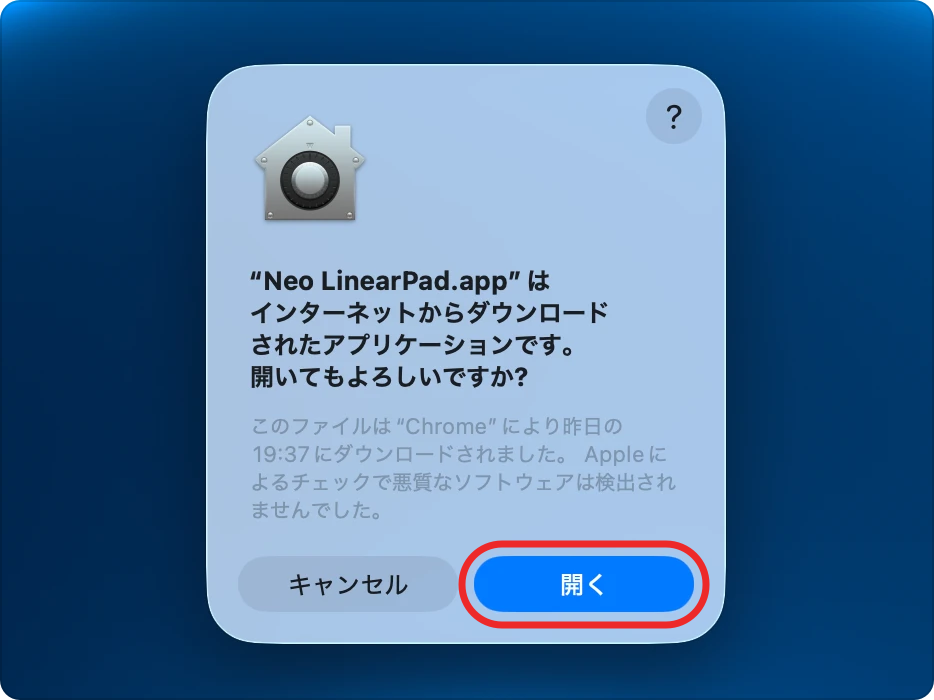 ?
“Neo LinearPad.app” は
インターネットからダウンロード
されたアプリケーションです。
開いてもよろしいですか?
このファイルは“Chrome”により昨日の
19:37にダウンロードされました。 Appleに
よるチェックで悪質なソフトウェアは検出され
ませんでした。
キャンセル
開く